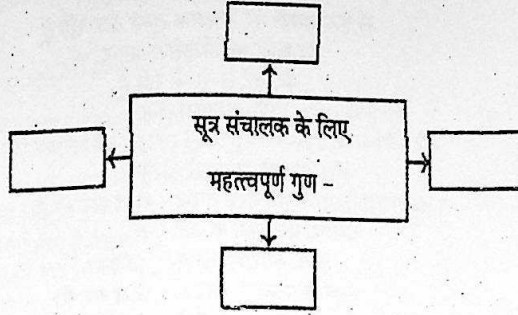 सूत्र संचालक के लिए
महत्त्वपूर्ण गुण –